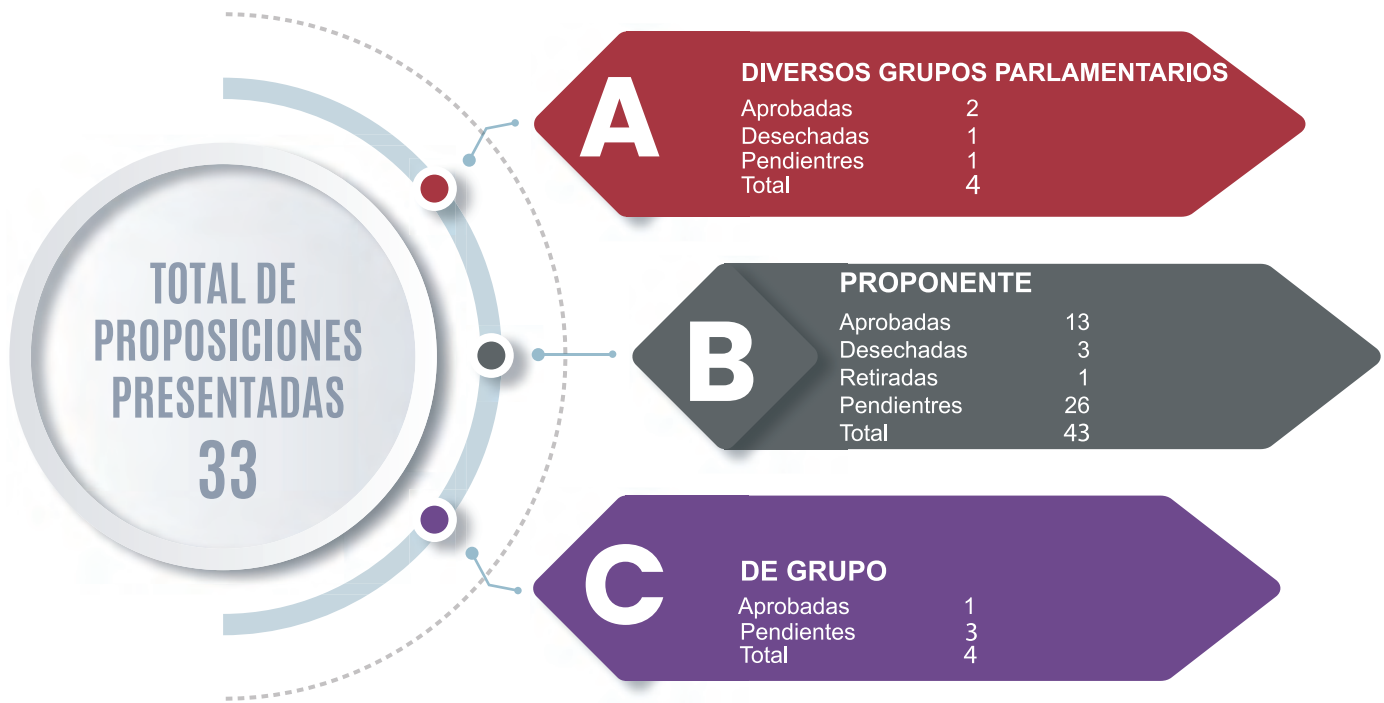 TOTAL DE
PROPOSICIONES
PRESENTADAS
33
A
DIVERSOS GRUPOS PARLAMENTARIOS
Aprobadas 2
Desechadas 1
Pendientres 1
Total 4
B
PROPONENTE
Aprobadas 13
Desechadas 3
Retiradas 1
Pendientres 26
Total 43
C
DE GRUPO
Aprobadas 1
Pendientes 3
Total 4